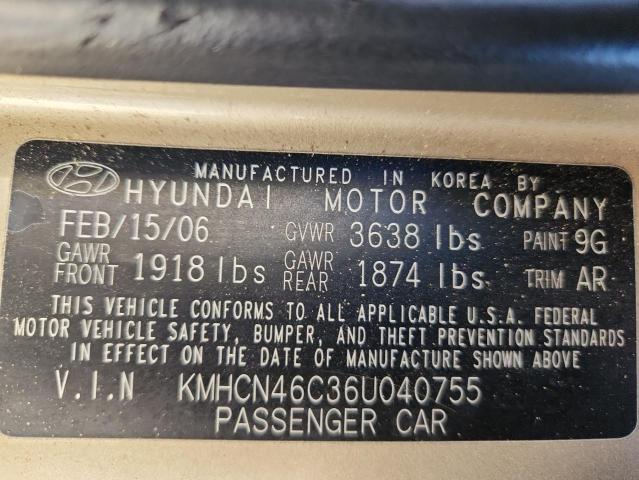 MANUFACTURED IN KOREA BY
HYUNDAI MOTOR COMPANY
FEB/15/06 GVWR 3638 lbs PAINT 9G
GAWR FRONT 1918 lbs GAWR REAR 1874 lbs TRIM AR
THIS VEHICLE CONFORMS TO ALL APPLICABLE U.S.A. FEDERAL
MOTOR VEHICLE SAFETY, BUMPER, AND THEFT PREVENTION STANDARDS
IN EFFECT ON THE DATE OF MANUFACTURE SHOWN ABOVE
V.I.N KMHCN46C36U040755
PASSENGER CAR